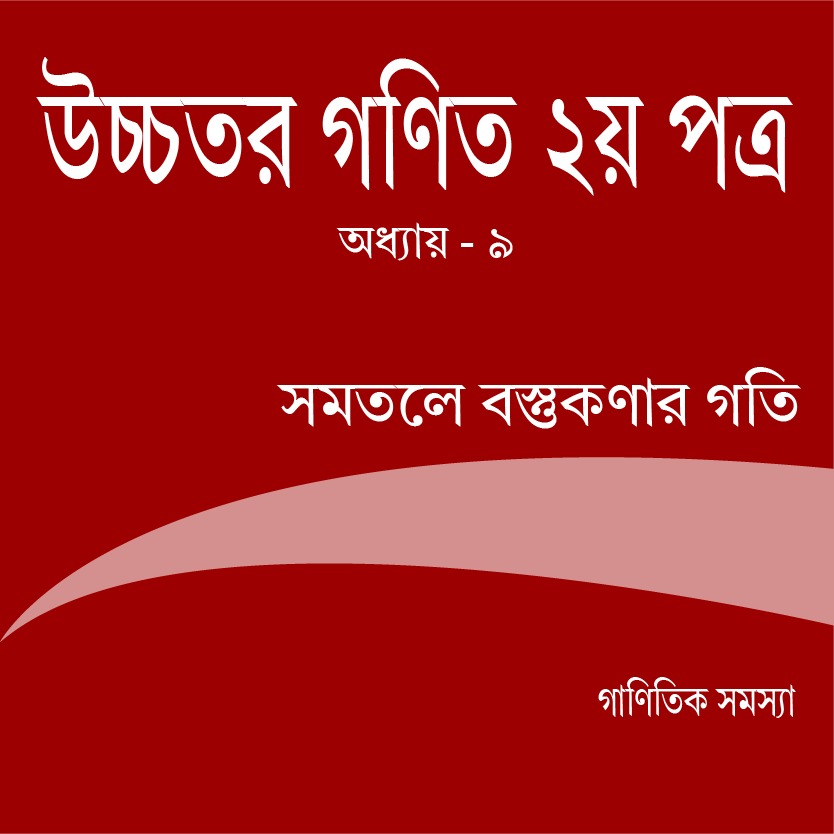 উচ্চতর গণিত ২য় পত্র
অধ্যায় - ৯
সমতলে বস্তুকণার গতি
গাণিতিক সমস্যা